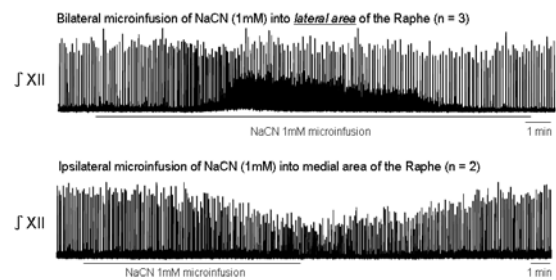 Bilateral microinfusion of NaCN (1mM) into lateral area of the Raphe (n = 3)
∫ XII
NaCN 1mM microinfusion
1 min
Ipsilateral microinfusion of NaCN (1mM) into medial area of the Raphe (n = 2)
∫ XII
NaCN 1mM microinfusion
1 min